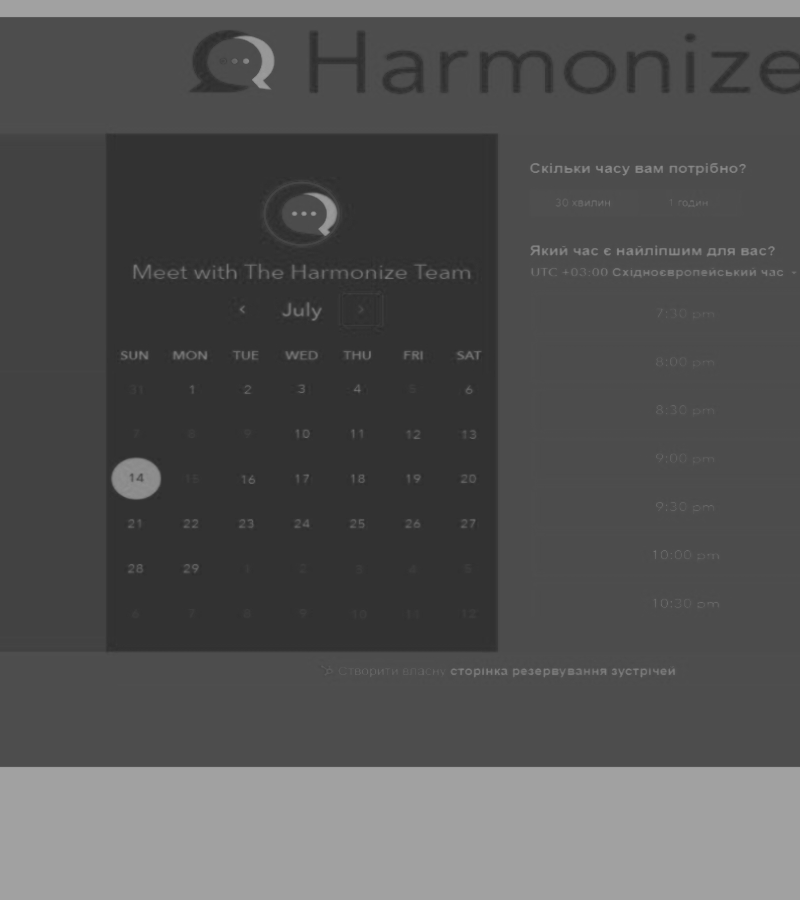 Harmonize
Meet with The Harmonize Team
July
SUN MON TUE WED THU FRI SAT
31 1 2 3 4 5 6
7 8 9 10 11 12 13
14 15 16 17 18 19 20
21 22 23 24 25 26 27
28 29 1 2 3 4 5
6 7 8 9 10 11 12
Скільки часу вам потрібно?
30 хвилин 1 годин
Який час є найліпшим для вас?
UTC +03:00 Східноєвропейський час
7:30 pm
8:00 pm
8:30 pm
9:00 pm
9:30 pm
10:00 pm
10:30 pm
Створити власну сторінка резервування зустрічей